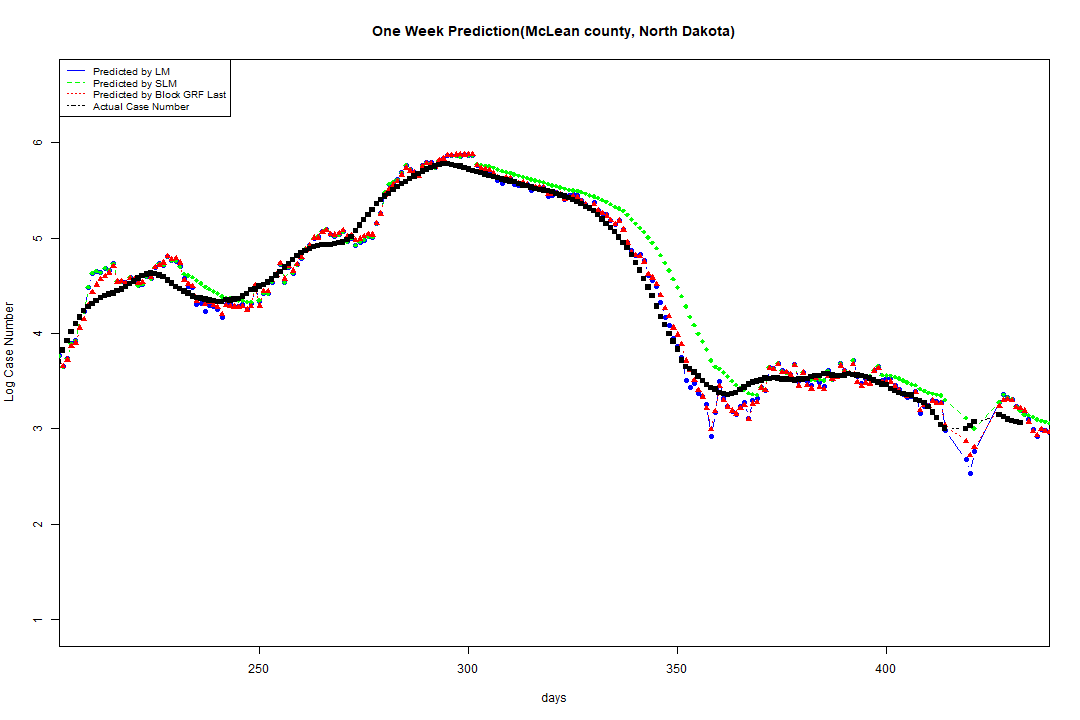 One Week Prediction(McLean county, North Dakota)
Predicted by LM
Predicted by SLM
Predicted by Block GRF Last
Actual Case Number
6
5
4
3
2
1
Log Case Number
250
300
350
400
days